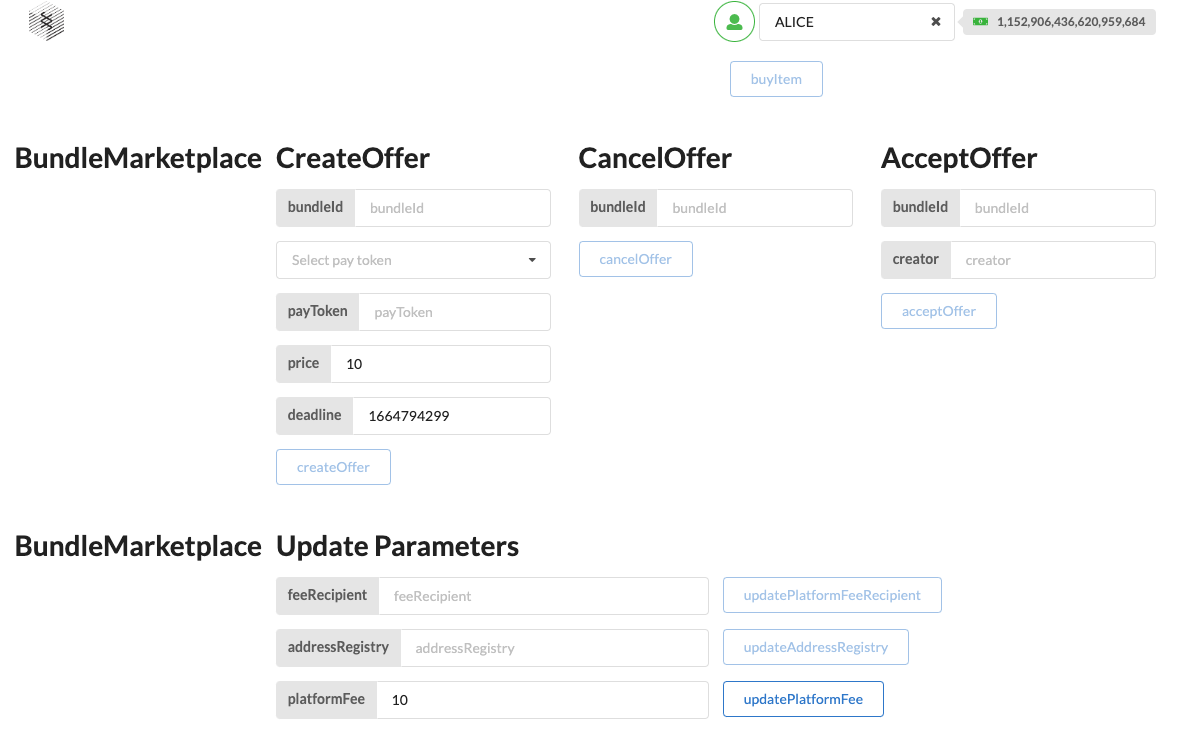 ALICE
1,152,906,436,620,959,684
buyItem
BundleMarketplace
CreateOffer
bundleId bundleId
Select pay token
payToken payToken
price 10
deadline 1664794299
createOffer
CancelOffer
bundleId bundleId
cancelOffer
AcceptOffer
bundleId bundleId
creator creator
acceptOffer
BundleMarketplace
Update Parameters
feeRecipient feeRecipient updatePlatformFeeRecipient
addressRegistry addressRegistry updateAddressRegistry
platformFee 10 updatePlatformFee